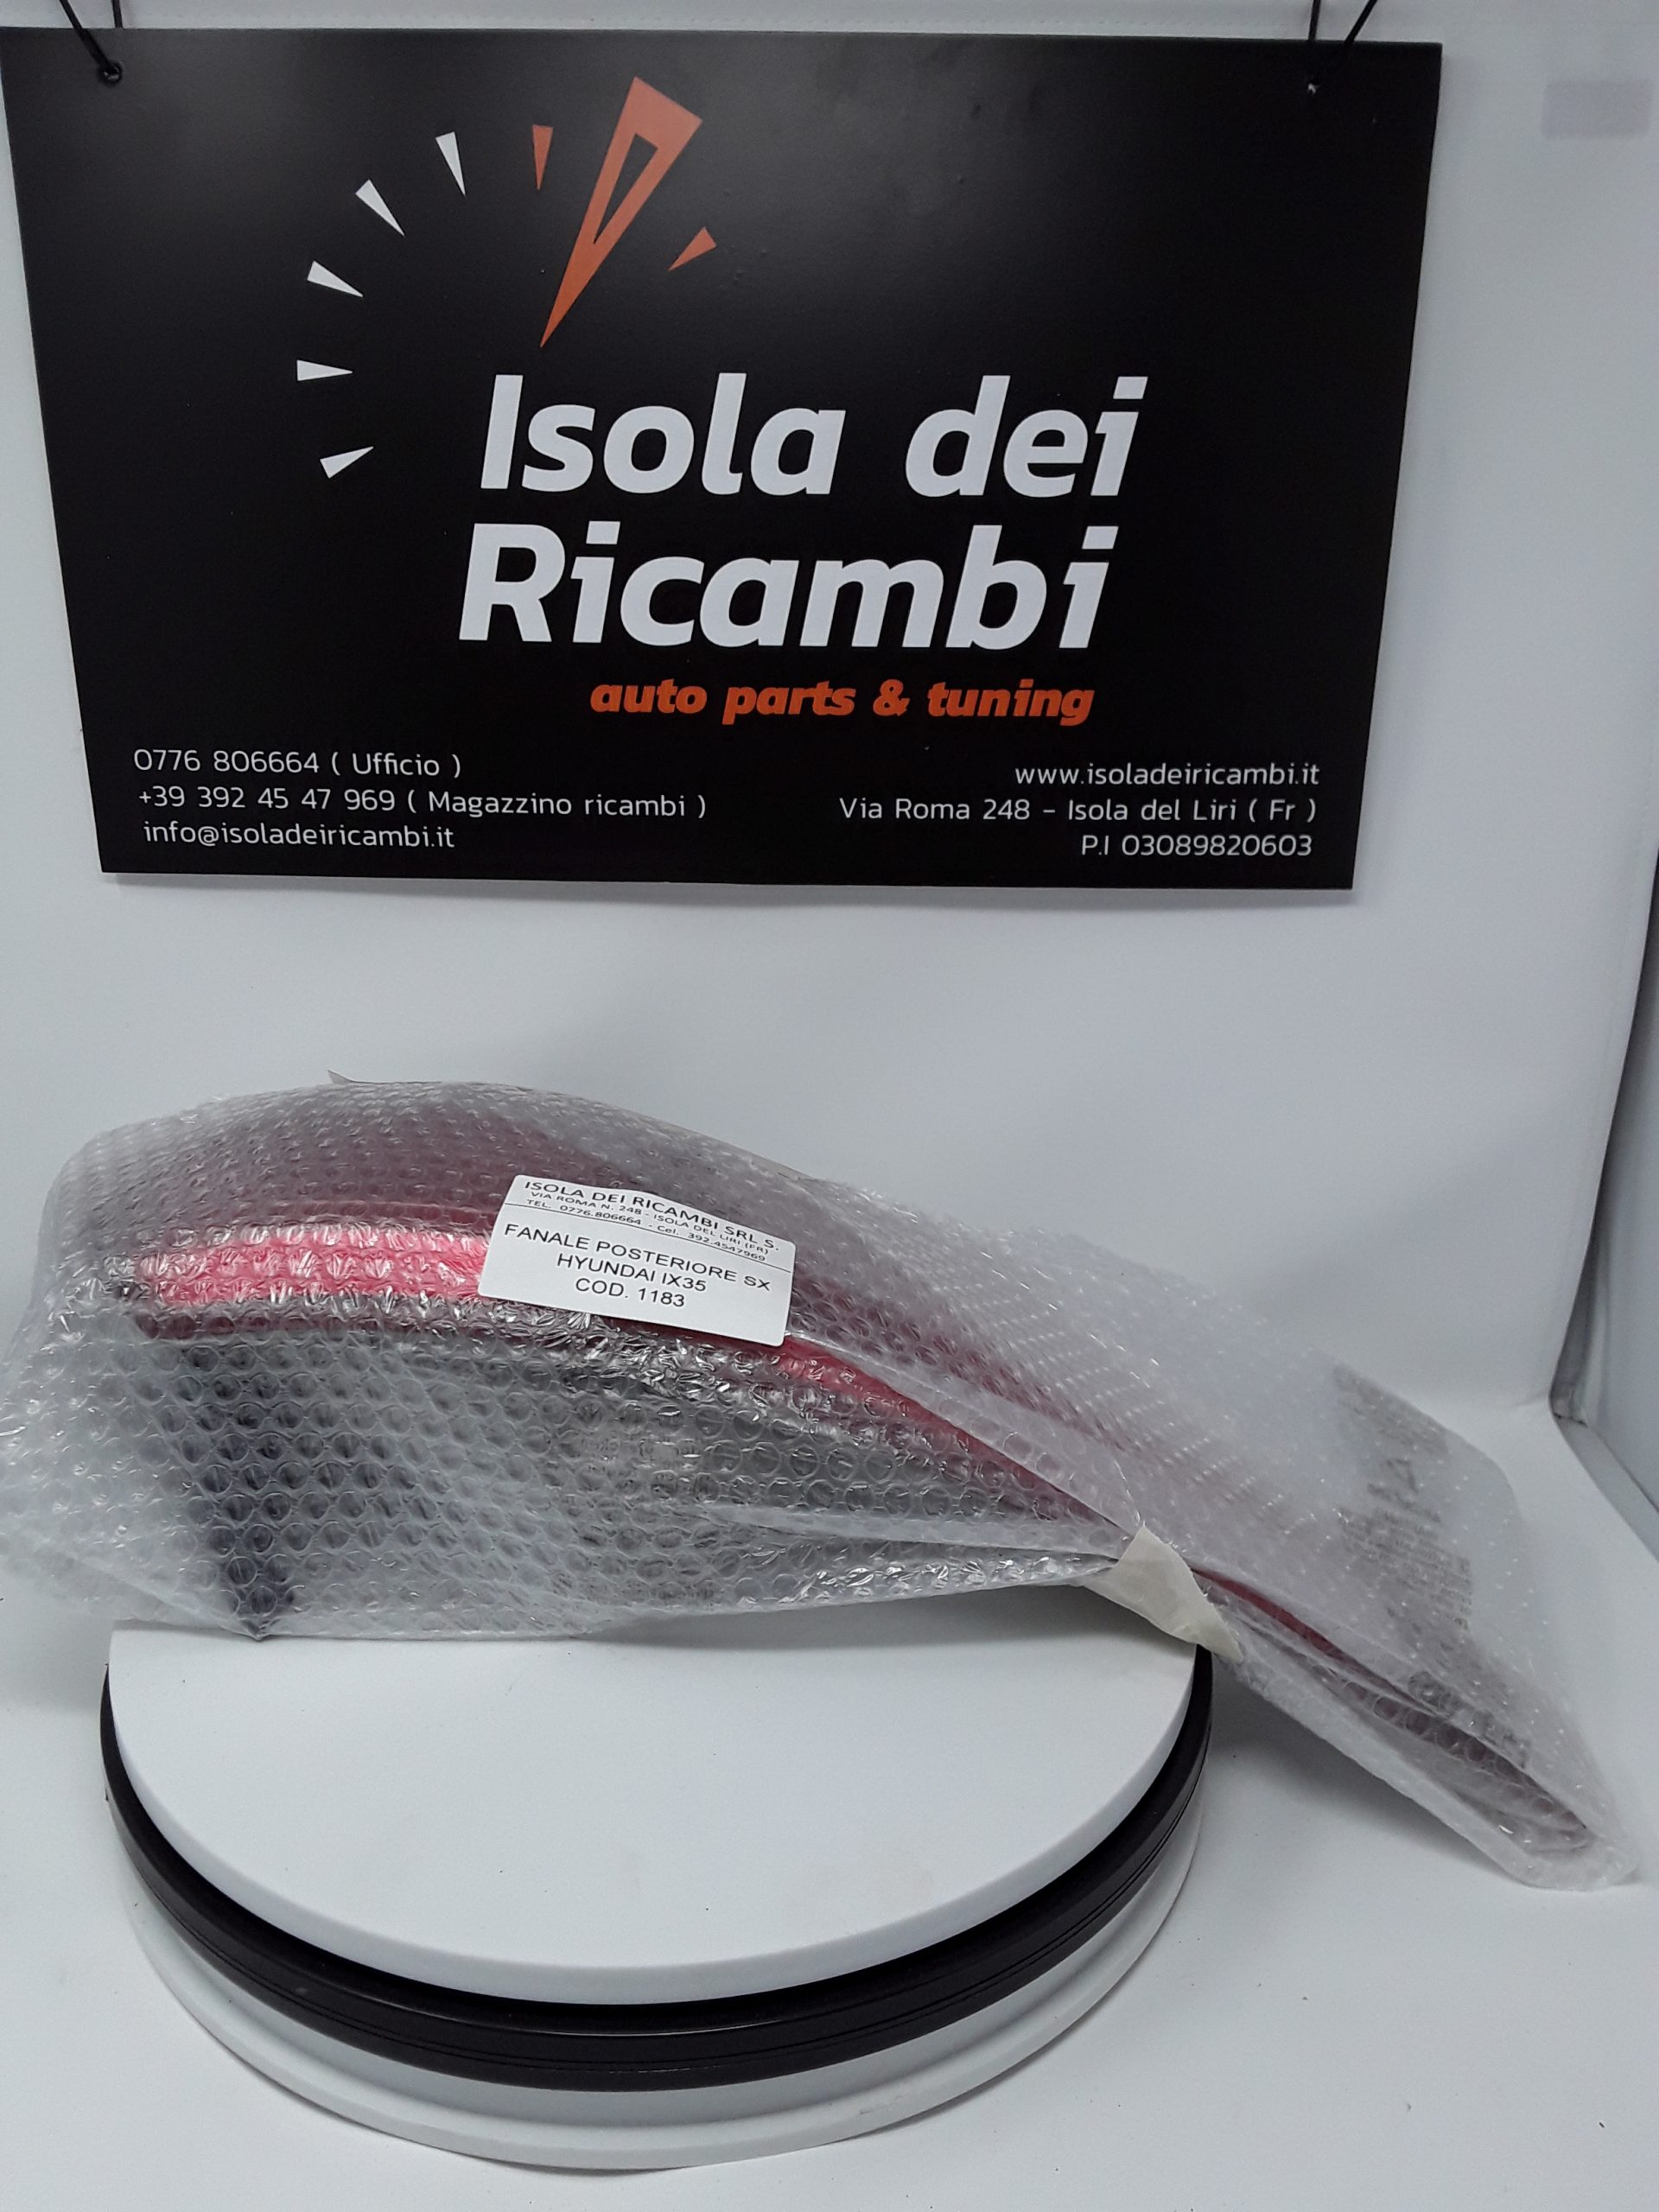 Isola dei
Ricambi
auto parts & tuning
0776 806664 ( Ufficio )
+39 392 45 47 969 ( Magazzino ricambi )
info@isoladeiricambi.it
www.isoladeiricambi.it
Via Roma 248 – Isola del Liri ( Fr )
P.I 03089820603
ISOLA DEI RICAMBI SRL S.
VIA ROMA N. 248 - ISOLA DEL LIRI (FR)
TEL. 0776.806664 - Cel. 392.4547969
FANALE POSTERIORE SX
HYUNDAI IX35
COD. 1183